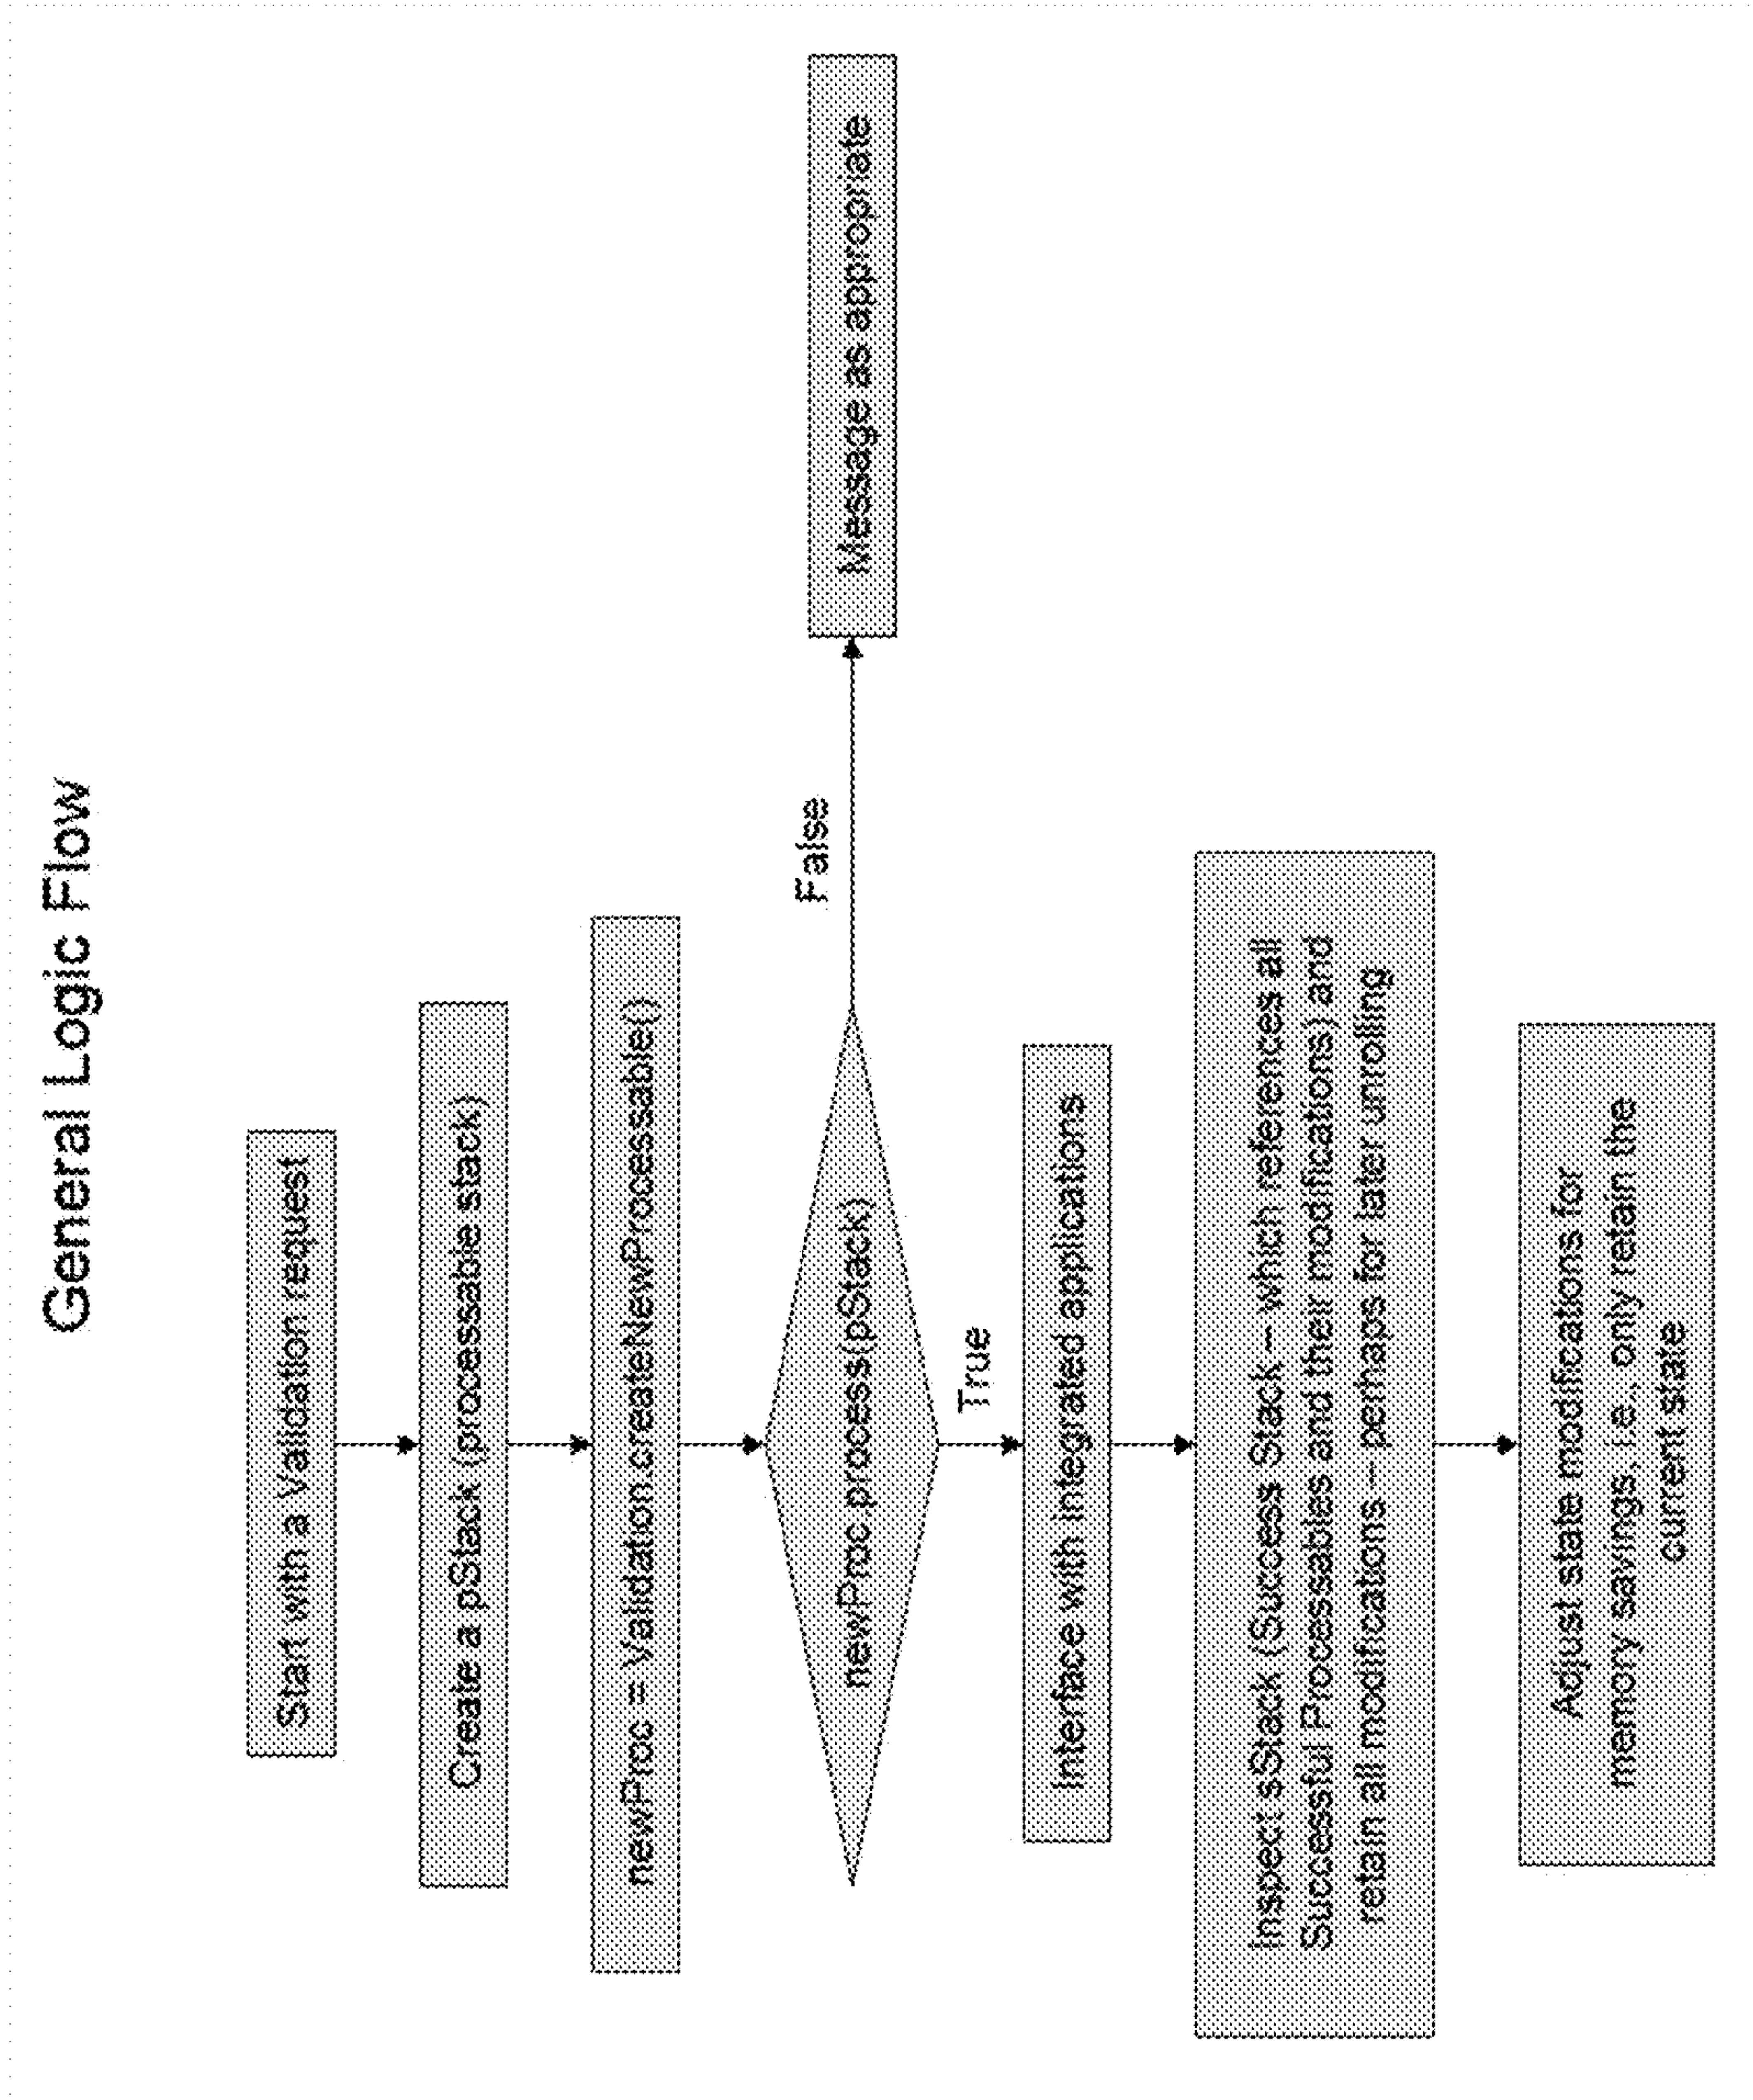 General Logic Flow
Start with a Validation request
Create a pStack (processable stack)
newProc = Validation.createNewProcessable()
newProc.process(pStack)
False
Message as appropriate
True
Interface with integrated applications
Inspect sStack (Success Stack – which references all
Successful Processables and their modifications) and
retain all modifications – perhaps for later unrolling
Adjust state modifications for
memory savings, i.e., only retain the
current state